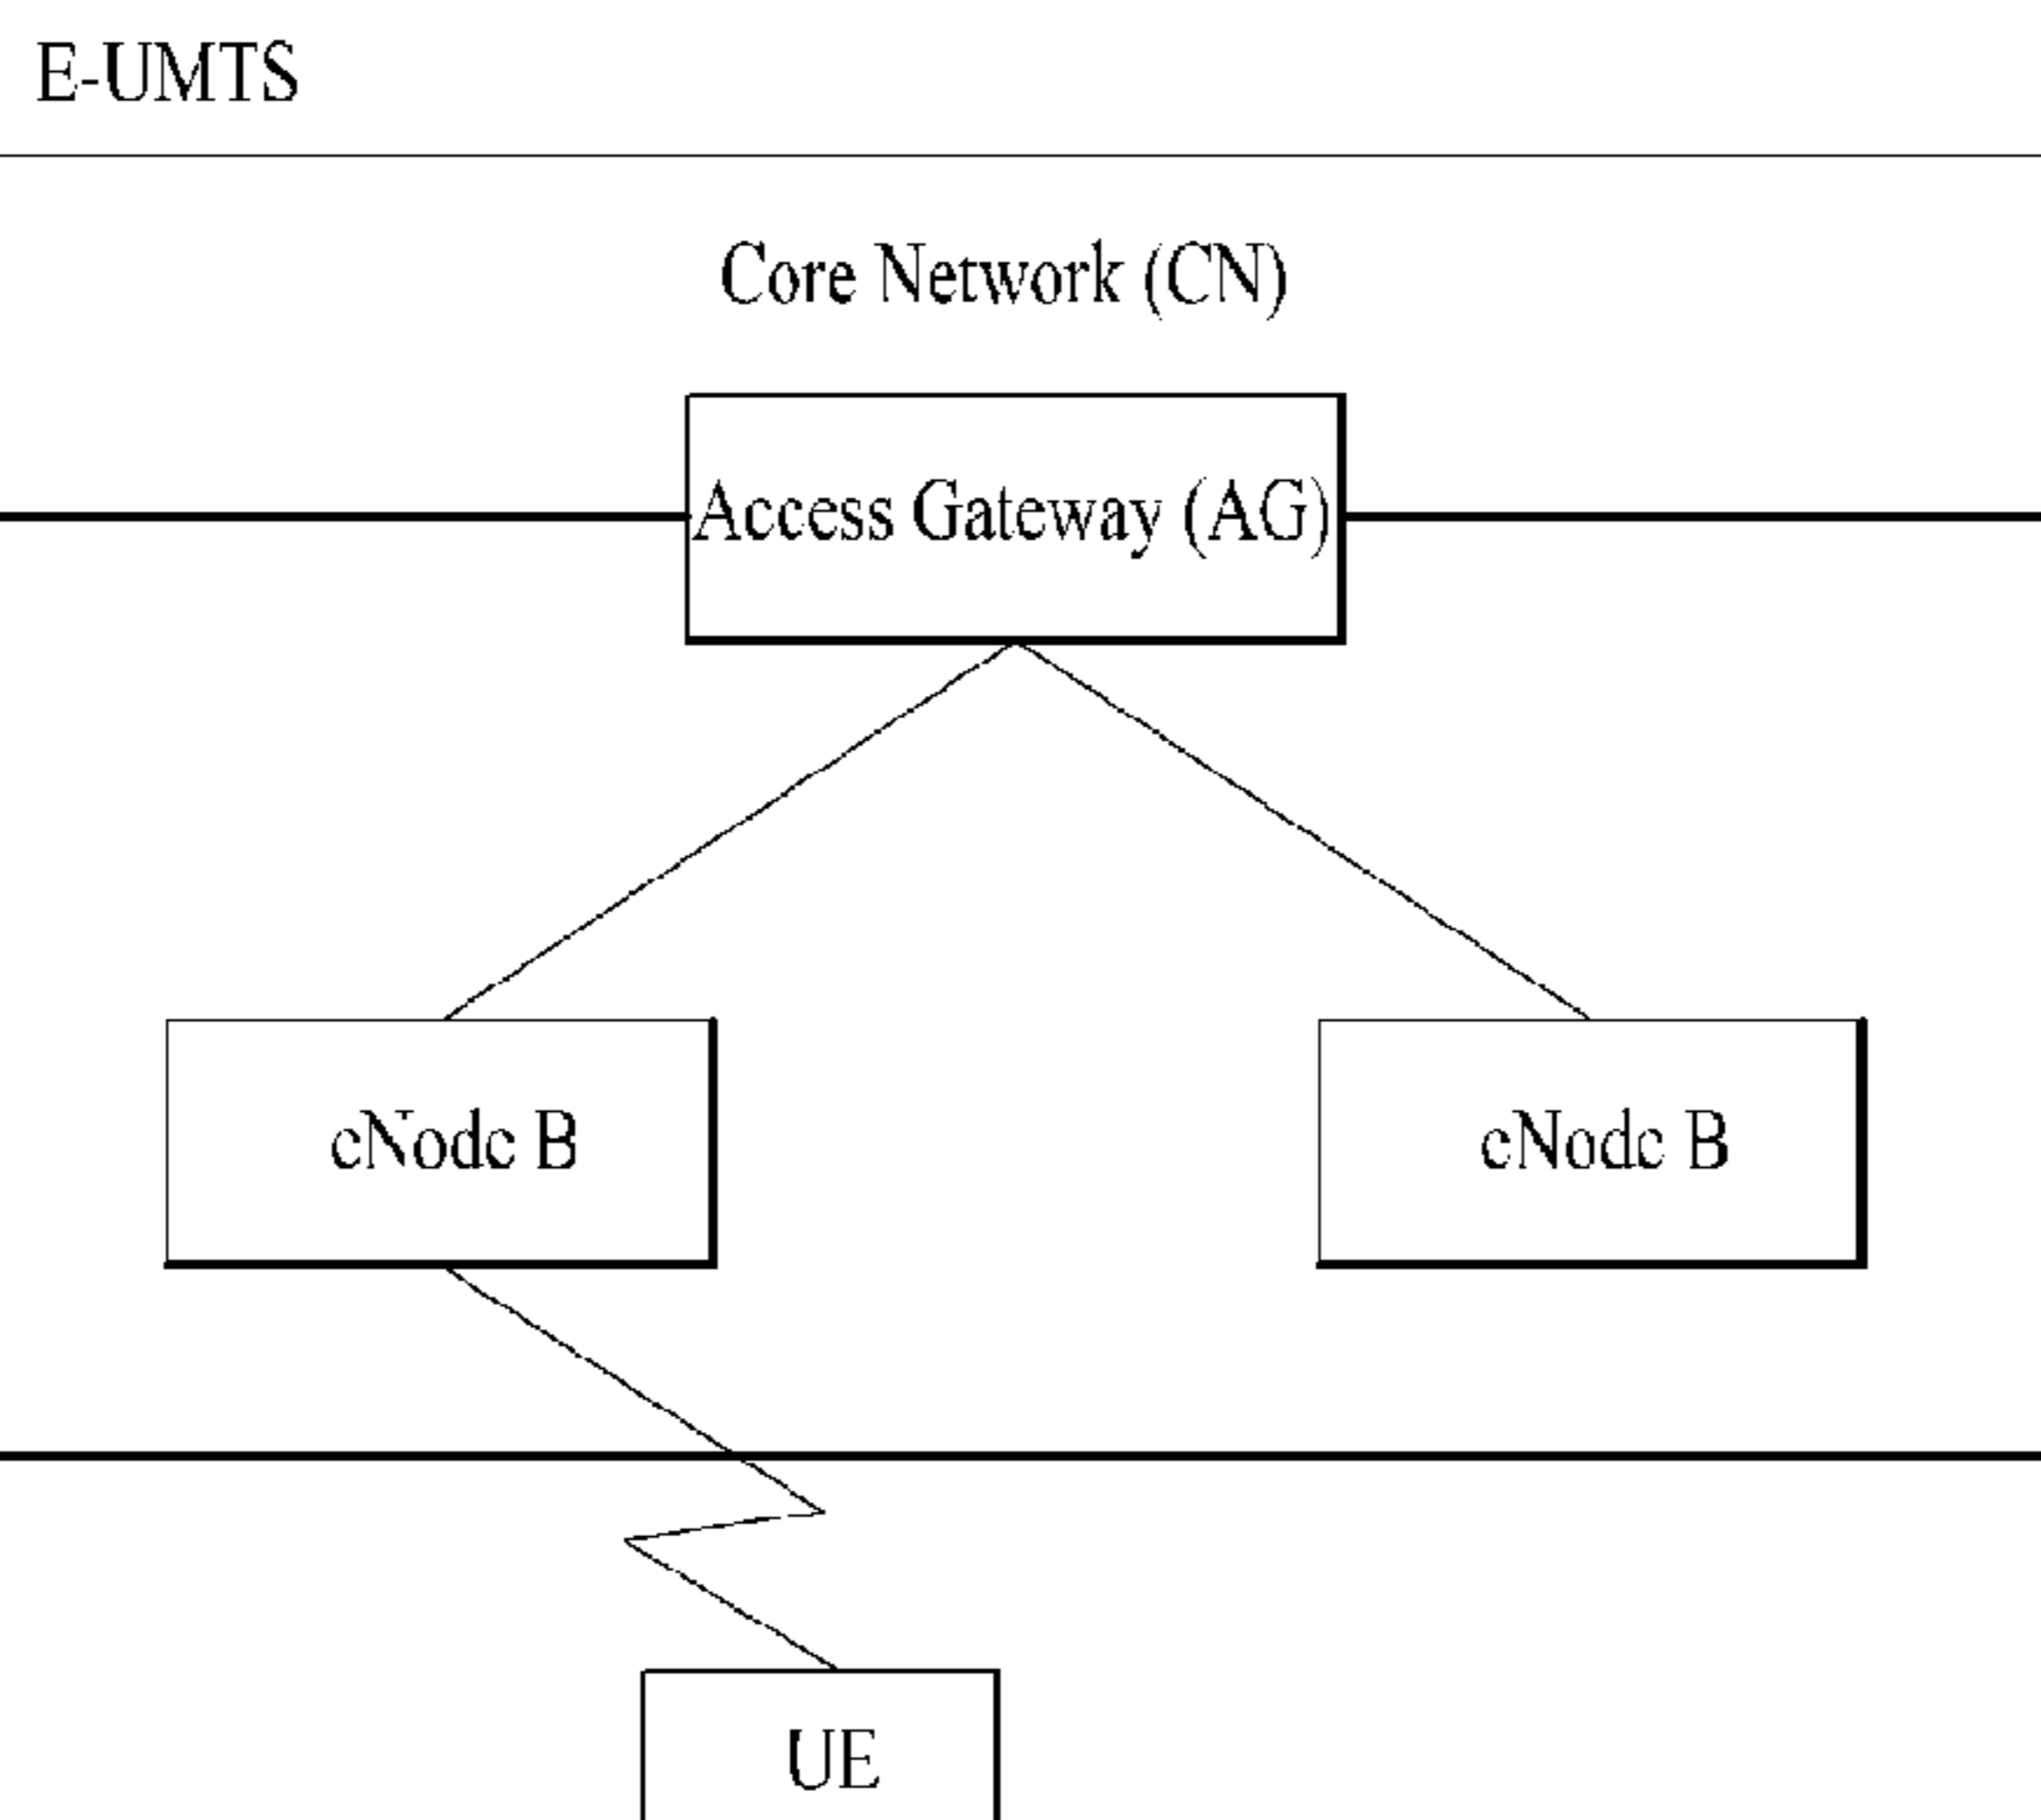 E-UMTS
Core Network (CN)
Access Gateway (AG)
eNode B
eNode B
UE